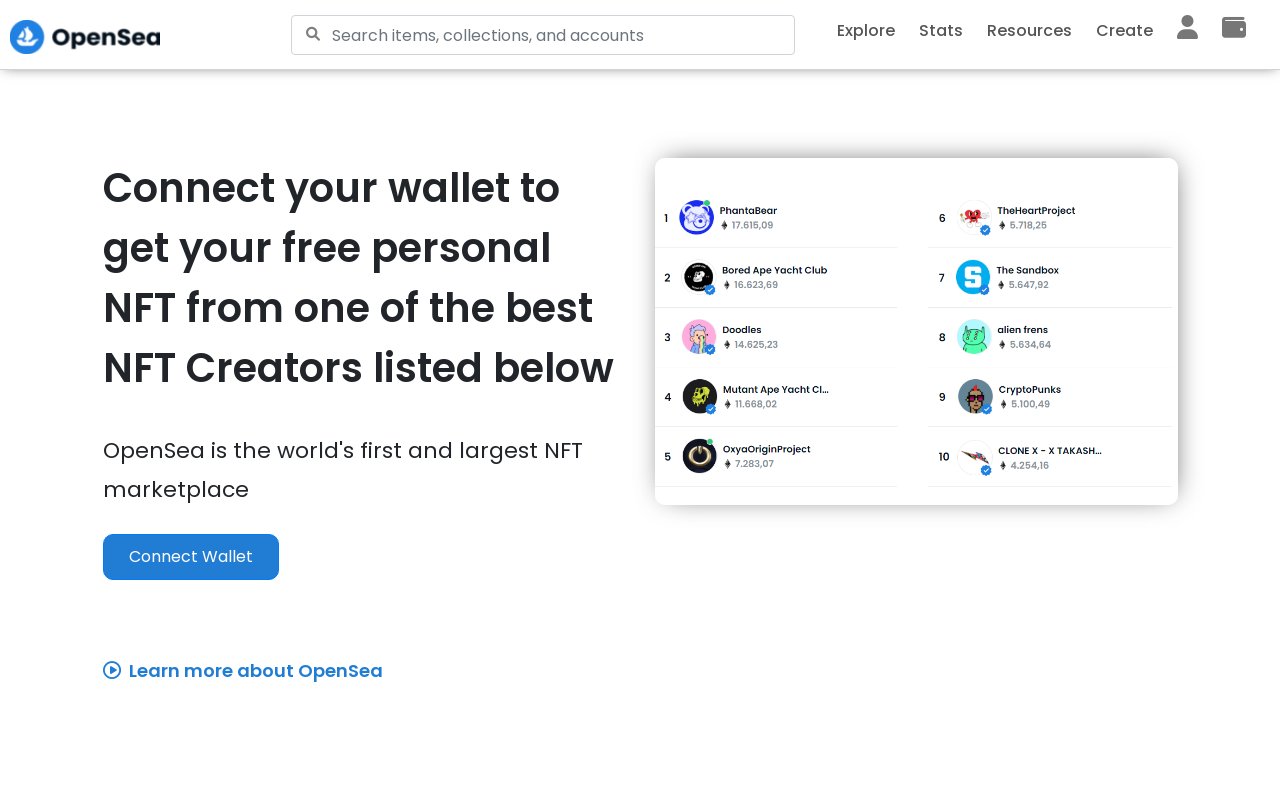 OpenSea
Search items, collections, and accounts
Explore
Stats
Resources
Create
Connect your wallet to
get your free personal
NFT from one of the best
NFT Creators listed below
OpenSea is the world's first and largest NFT
marketplace
Connect Wallet
Learn more about OpenSea
1
PhantaBear
17.615,09
2
Bored Ape Yacht Club
16.623,69
3
Doodles
14.625,23
4
Mutant Ape Yacht Cl...
11.668,02
5
OxyaOriginProject
7.283,07
6
TheHeartProject
5.718,25
7
The Sandbox
5.647,92
8
alien frens
5.634,64
9
CryptoPunks
5.100,49
10
CLONE X - X TAKASH...
4.254,16